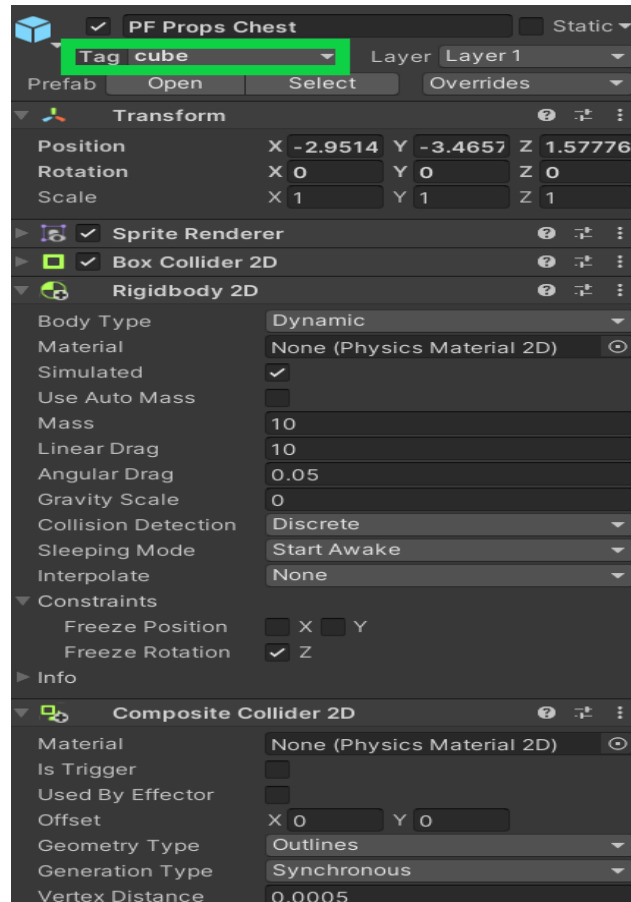 PF Props Chest Static
Tag cube Layer Layer 1
Prefab Open Select Overrides
Transform
Position X -2.9514 Y -3.4657 Z 1.57776
Rotation X 0 Y 0 Z 0
Scale X 1 Y 1 Z 1
Sprite Renderer
Box Collider 2D
Rigidbody 2D
Body Type Dynamic
Material None (Physics Material 2D)
Simulated
Use Auto Mass
Mass 10
Linear Drag 10
Angular Drag 0.05
Gravity Scale 0
Collision Detection Discrete
Sleeping Mode Start Awake
Interpolate None
Constraints
Freeze Position X Y
Freeze Rotation Z
Info
Composite Collider 2D
Material None (Physics Material 2D)
Is Trigger
Used By Effector
Offset X 0 Y 0
Geometry Type Outlines
Generation Type Synchronous
Vertex Distance 0.0005